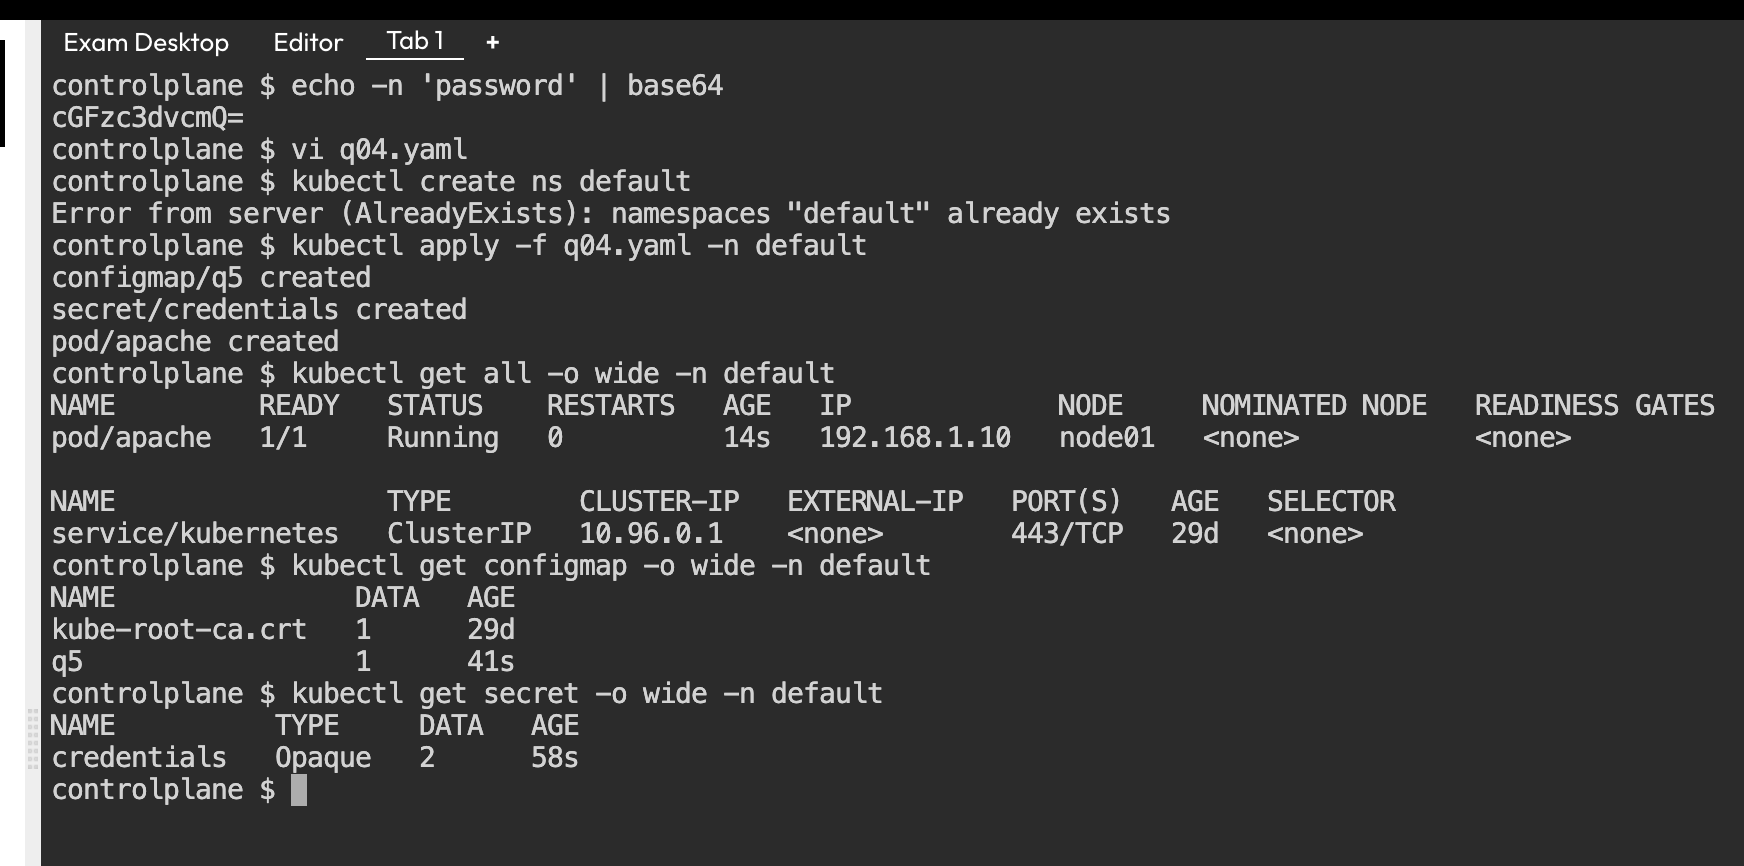 Exam Desktop Editor Tab 1 +
controlplane $ echo -n 'password' | base64
cGFzc3dvcmQ=
controlplane $ vi q04.yaml
controlplane $ kubectl create ns default
Error from server (AlreadyExists): namespaces "default" already exists
controlplane $ kubectl apply -f q04.yaml -n default
configmap/q5 created
secret/credentials created
pod/apache created
controlplane $ kubectl get all -o wide -n default
NAME         READY   STATUS    RESTARTS   AGE   IP             NODE     NOMINATED NODE   READINESS GATES
pod/apache   1/1     Running   0          14s   192.168.1.10   node01   <none>           <none>

NAME                 TYPE        CLUSTER-IP   EXTERNAL-IP   PORT(S)   AGE   SELECTOR
service/kubernetes   ClusterIP   10.96.0.1    <none>        443/TCP   29d   <none>
controlplane $ kubectl get configmap -o wide -n default
NAME               DATA   AGE
kube-root-ca.crt   1      29d
q5                 1      41s
controlplane $ kubectl get secret -o wide -n default
NAME          TYPE     DATA   AGE
credentials   Opaque   2      58s
controlplane $